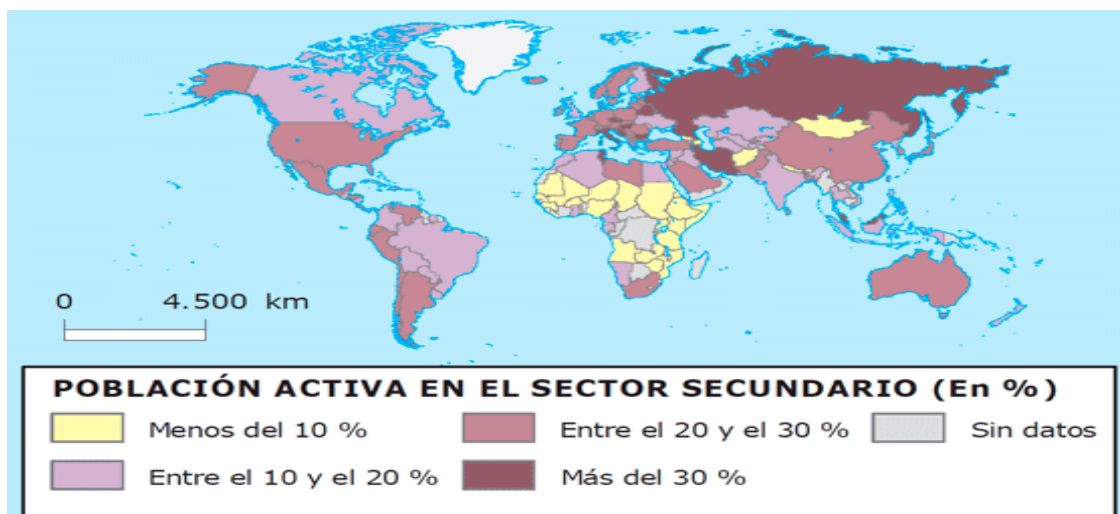 0 4.500 km
POBLACIÓN ACTIVA EN EL SECTOR SECUNDARIO (En %)
Menos del 10 % Entre el 20 y el 30 % Sin datos
Entre el 10 y el 20 % Más del 30 %